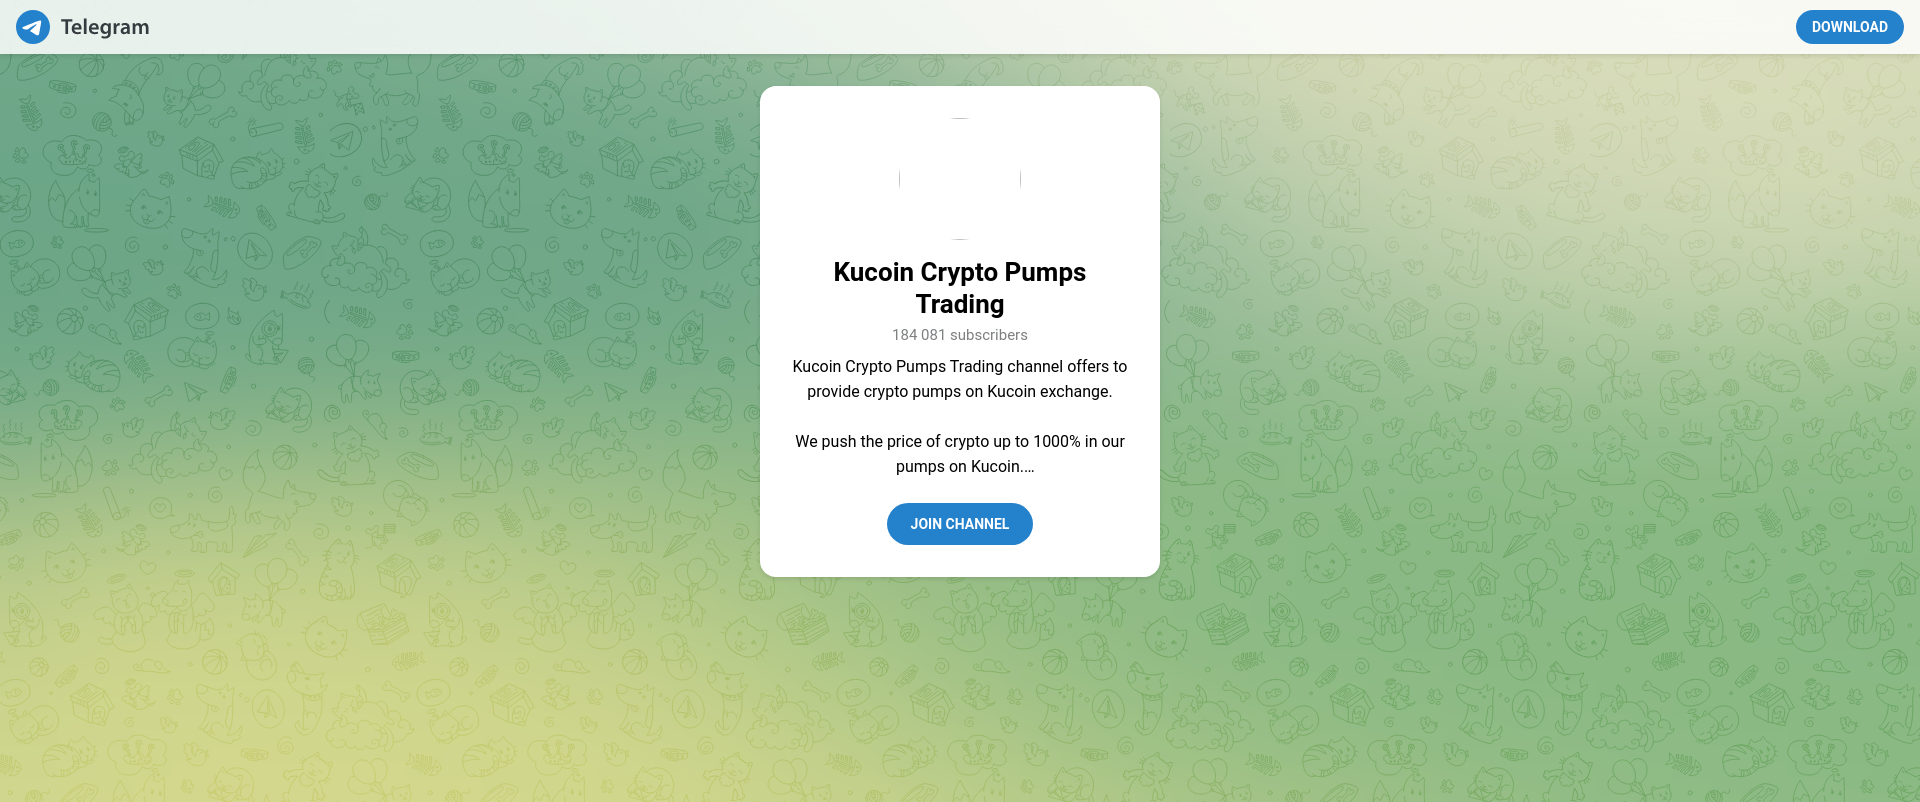 Telegram
DOWNLOAD
Kucoin Crypto Pumps
Trading
184 081 subscribers
Kucoin Crypto Pumps Trading channel offers to
provide crypto pumps on Kucoin exchange.
We push the price of crypto up to 1000% in our
pumps on Kucoin.…
JOIN CHANNEL